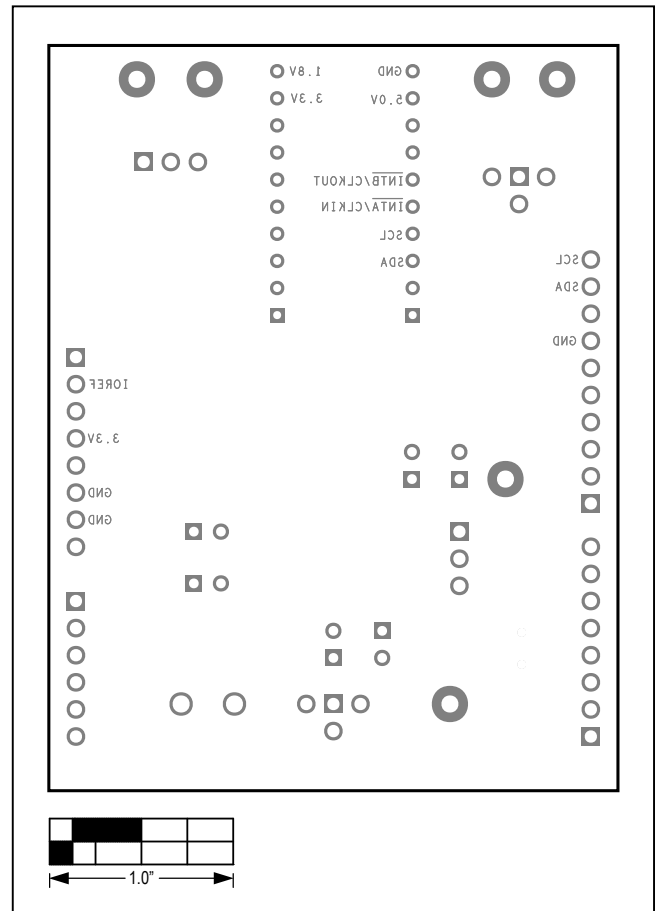 1.8V
GND
3.3V
5.0V
INTB/CLKOUT
INTA/CLKIN
SCL
SDA
SCL
SDA
GND
IOREF
3.3V
GND
GND
1.0”